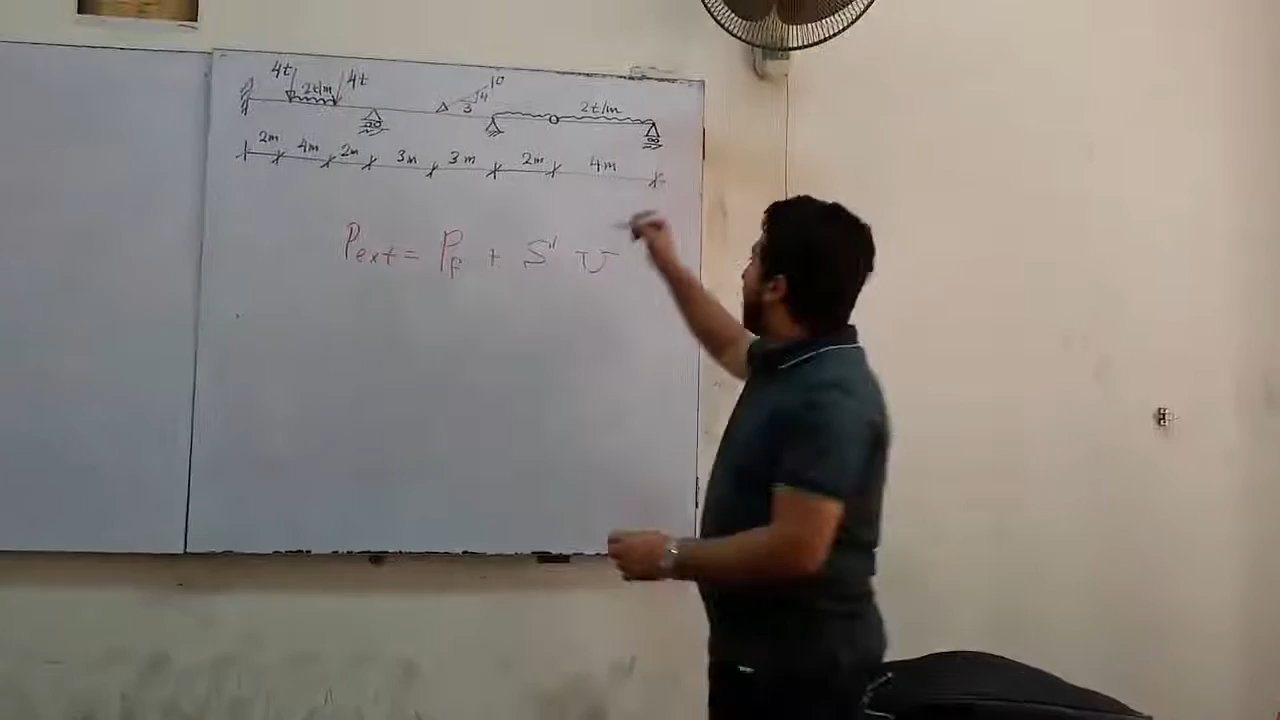 4t 2t/m 4t 10 4 3 2t/m
2m 4m 2m 3m 3m 2m 4m
Pext = PF + S" U